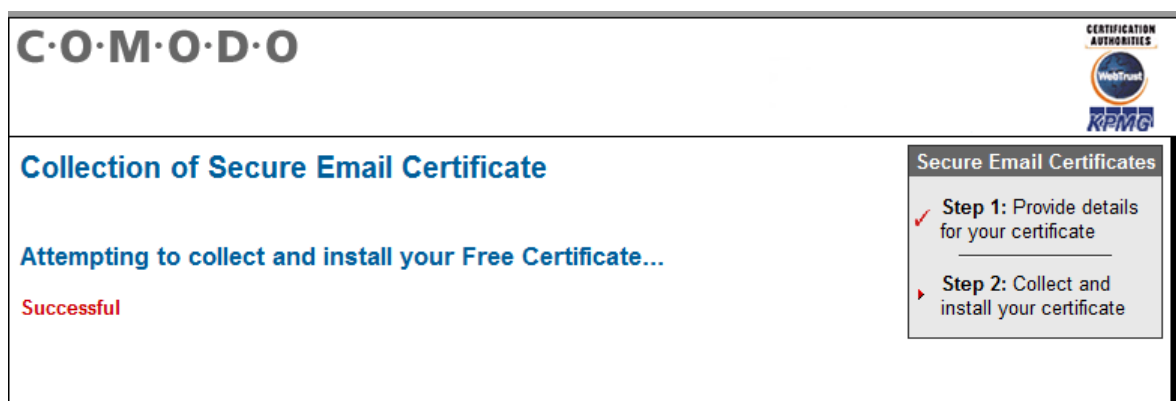 C·O·M·O·D·O
CERTIFICATION
AUTHORITIES
WebTrust
KPMG
Collection of Secure Email Certificate
Attempting to collect and install your Free Certificate...
Successful
Secure Email Certificates
Step 1: Provide details
for your certificate
Step 2: Collect and
install your certificate